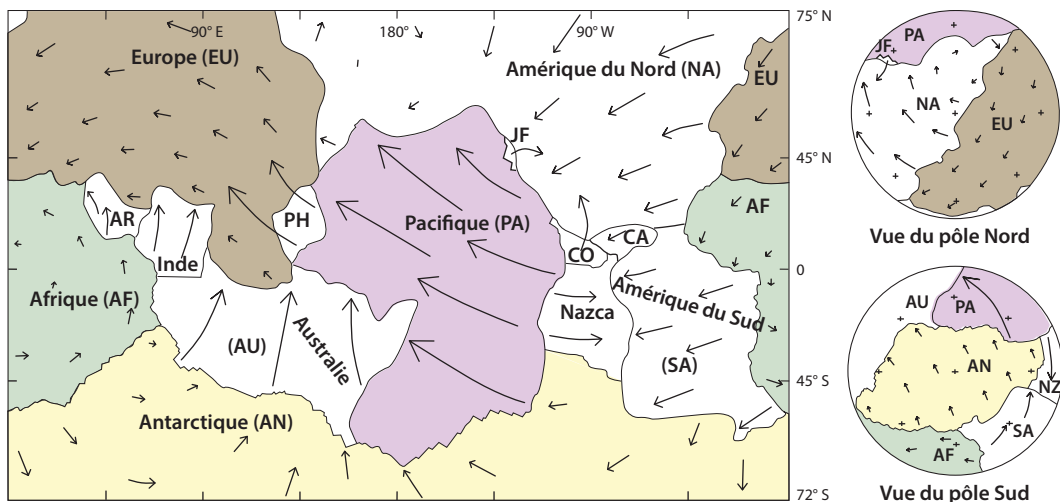 90° E
180°
90° W
75° N
Europe (EU)
Amérique du Nord (NA)
EU
JF
45° N
AR
PH
Pacifique (PA)
AF
Inde
CO
CA
0
Afrique (AF)
Nazca
Amérique du Sud
(AU)
Australie
(SA)
45° S
Antarctique (AN)
72° S
PA
JF
NA
EU
Vue du pôle Nord
AU
PA
AN
NZ
SA
AF
Vue du pôle Sud